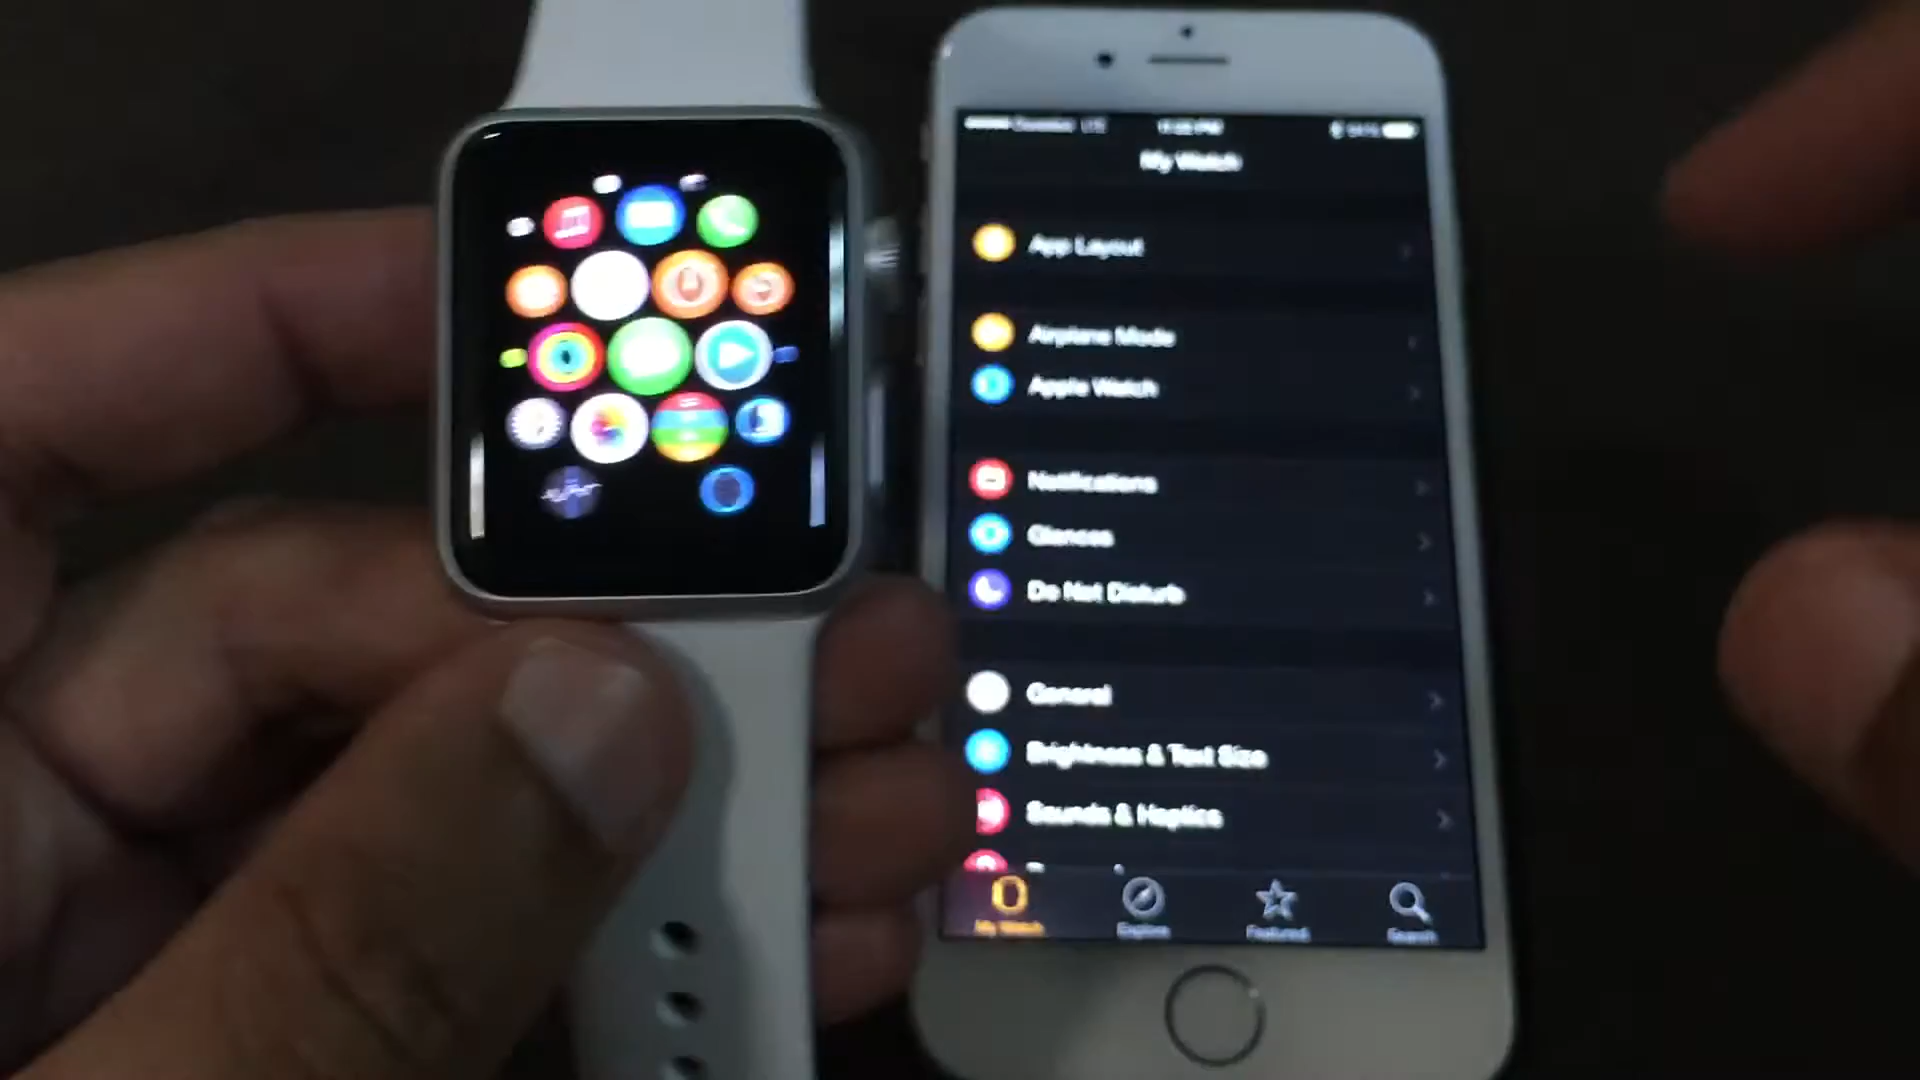 LTE
My Watch
App Layout
Airplane Mode
Apple Watch
Notifications
Glances
Do Not Disturb
General
Brightness & Text Size
Sounds & Haptics
My Watch
Explore
Featured
Search